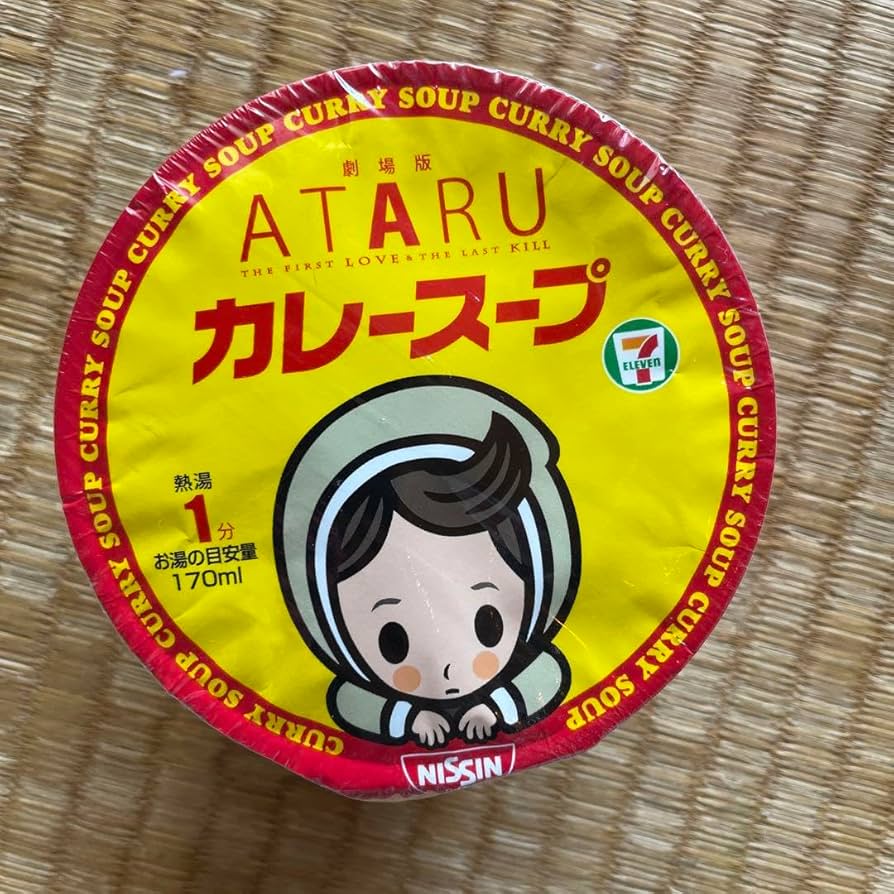 CURRY SOUP CURRY SOUP CURRY SOUP CURRY SOUP CURRY SOUP CURRY SOUP CURRY SOUP CURRY SOUP CURRY SOUP
劇場版
ATARU
THE FIRST LOVE & THE LAST KILL
カレースープ
7
ELEVEN
熱湯
1分
お湯の目安量
170ml
NISSIN